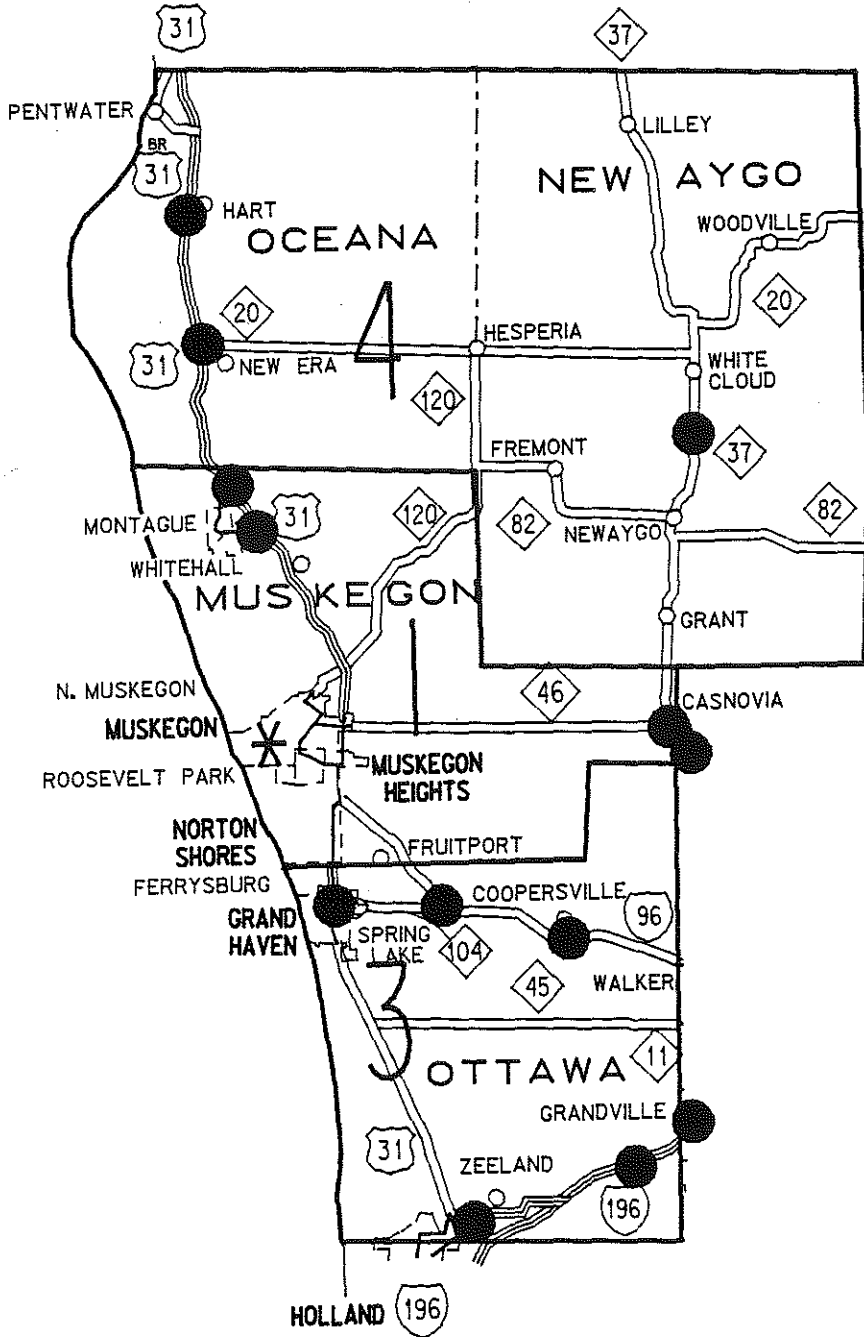 31
37
PENTWATER
LILLEY
BR
31
NEW AYGO
HART
WOODVILLE
OCEANA
20
20
4
31
NEW ERA
HESPERIA
WHITE
CLOUD
120
37
FREMONT
MONTAGUE
31
120
82
82
NEWAYGO
WHITEHALL
MUSKEGON
GRANT
1
N. MUSKEGON
46
CASNOVIA
MUSKEGON
*
ROOSEVELT PARK
MUSKEGON
HEIGHTS
NORTON
SHORES
FRUITPORT
FERRYSBURG
COOPERSVILLE
GRAND
HAVEN
96
SPRING
LAKE
104
45
WALKER
3
11
OTTAWA
GRANDVILLE
31
ZEELAND
196
HOLLAND
196